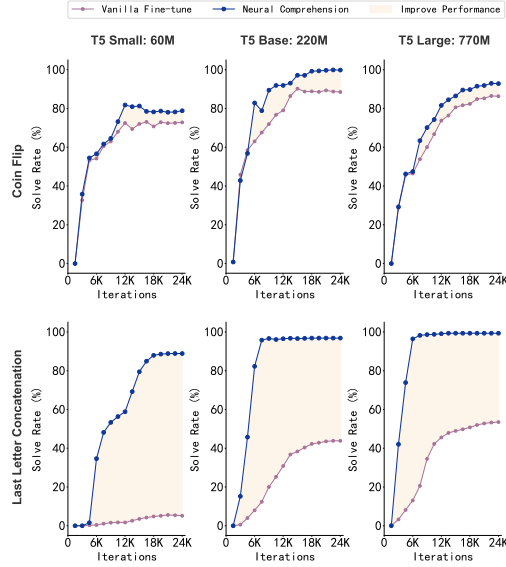 Vanilla Fine-tune Neural Comprehension Improve Performance
T5 Small: 60M T5 Base: 220M T5 Large: 770M
Coin Flip
Solve Rate (%) Solve Rate (%) Solve Rate (%)
100 100 100
80 80 80
60 60 60
40 40 40
20 20 20
0 0 0
0 6K 12K 18K 24K 0 6K 12K 18K 24K 0 6K 12K 18K 24K
Iterations Iterations Iterations
Last Letter Concatenation
Solve Rate (%) Solve Rate (%) Solve Rate (%)
100 100 100
80 80 80
60 60 60
40 40 40
20 20 20
0 0 0
0 6K 12K 18K 24K 0 6K 12K 18K 24K 0 6K 12K 18K 24K
Iterations Iterations Iterations